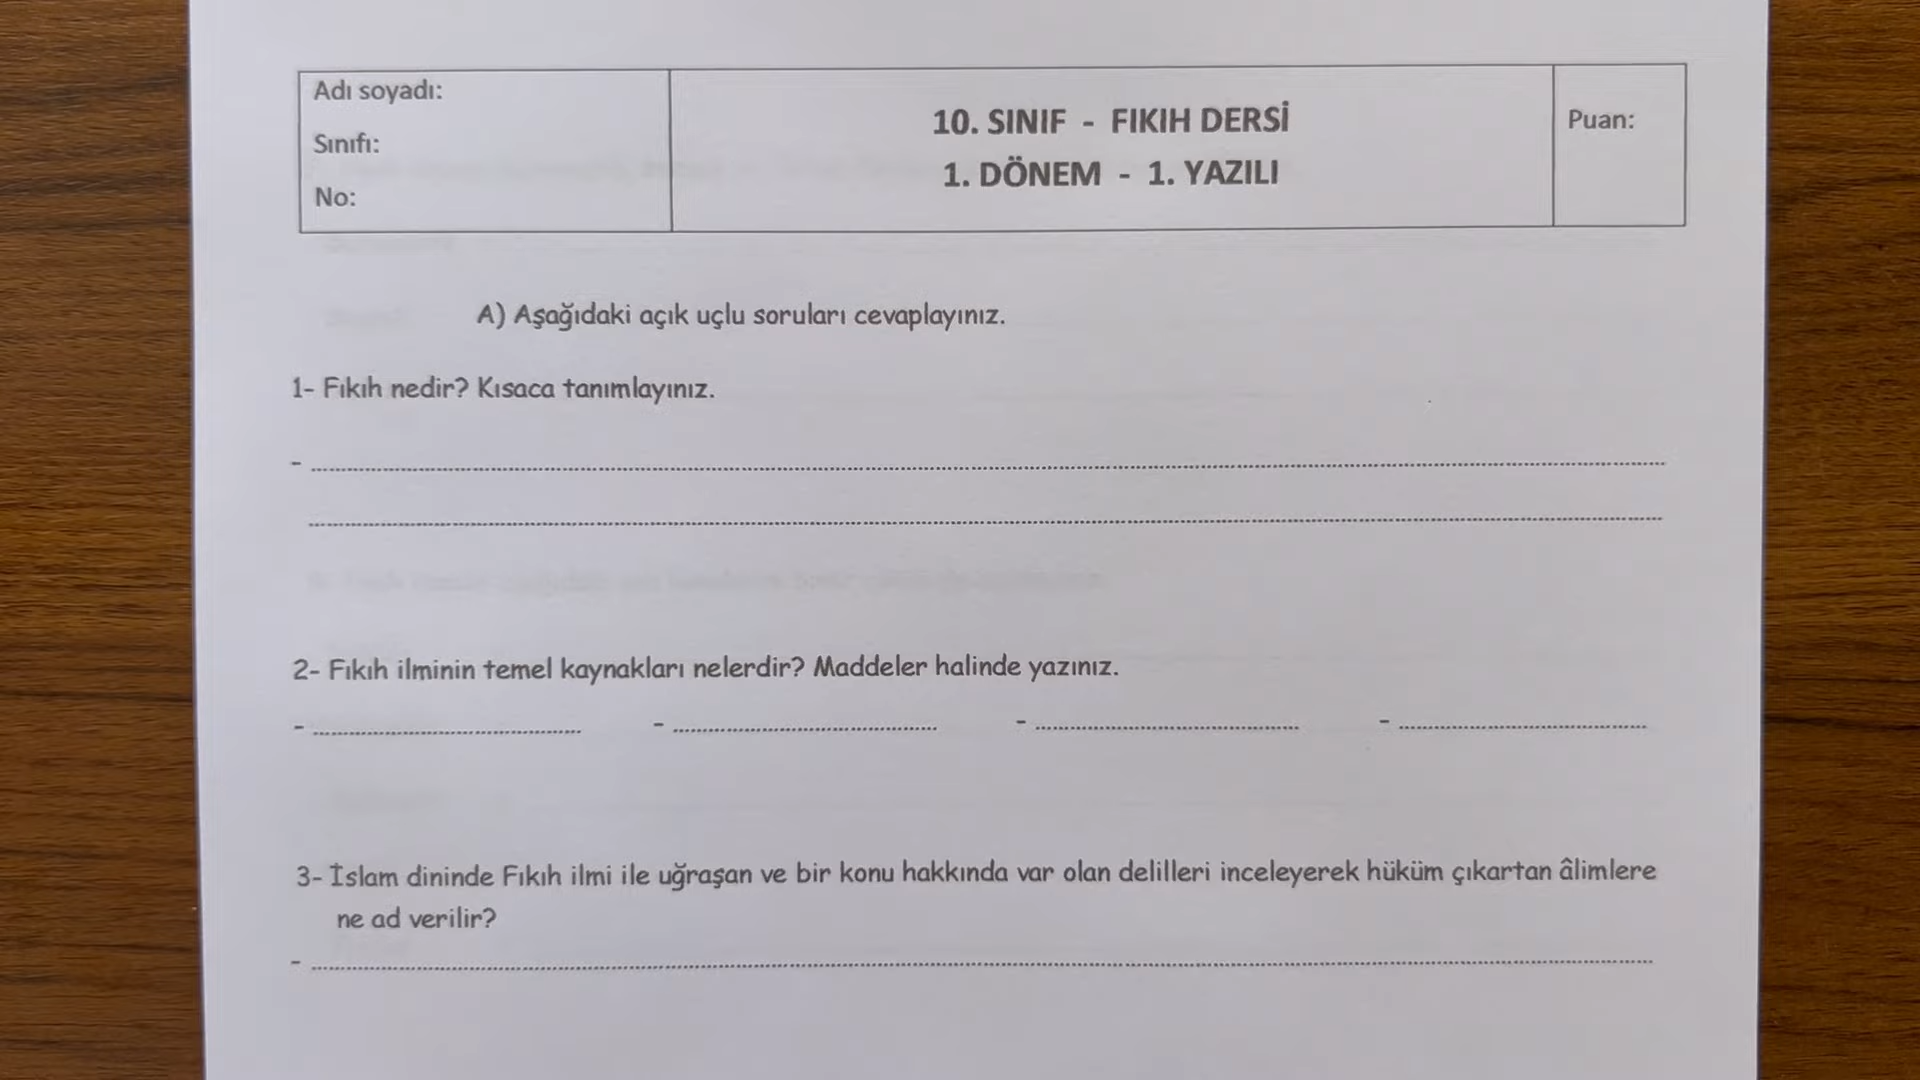 Adı soyadı:
Sınıfı:
No:
10. SINIF - FIKIH DERSİ
1. DÖNEM - 1. YAZILI
Puan:
A) Aşağıdaki açık uçlu soruları cevaplayınız.
1- Fıkıh nedir? Kısaca tanımlayınız.
-
2- Fıkıh ilminin temel kaynakları nelerdir? Maddeler halinde yazınız.
- - - -
3- İslam dininde Fıkıh ilmi ile uğraşan ve bir konu hakkında var olan delilleri inceleyerek hüküm çıkartan âlimlere
ne ad verilir?
-